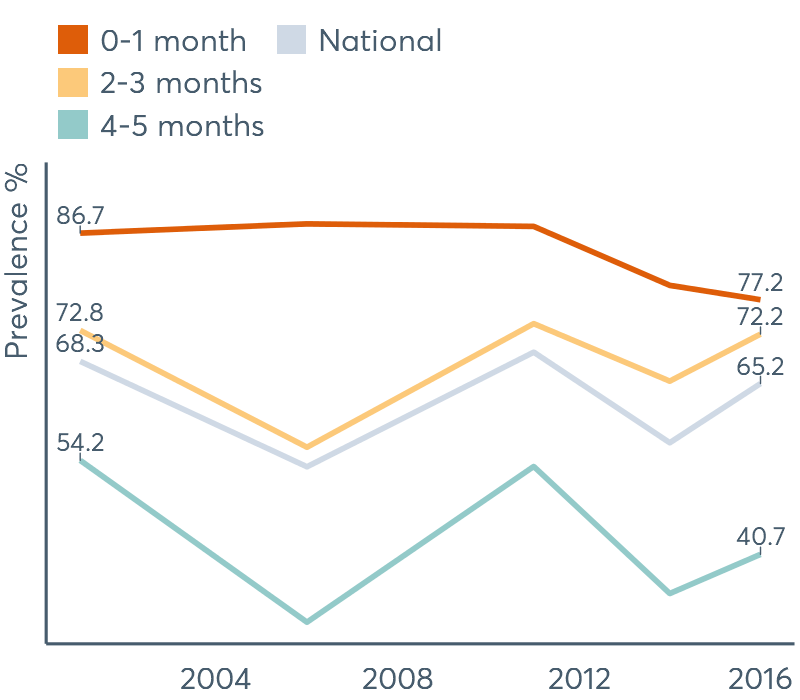 0-1 month
National
2-3 months
4-5 months
Prevalence %
86.7
72.8
68.3
54.2
77.2
72.2
65.2
40.7
2004 2008 2012 2016